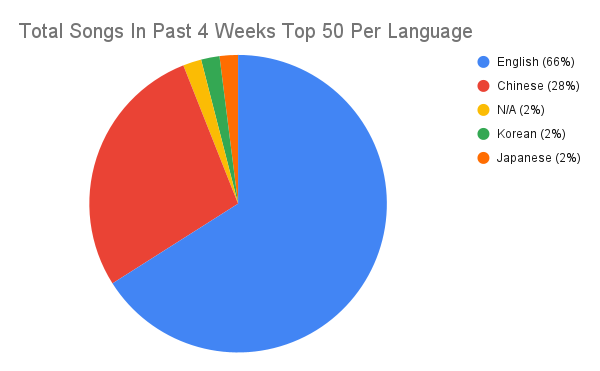 Total Songs In Past 4 Weeks Top 50 Per Language
English (66%)
Chinese (28%)
N/A (2%)
Korean (2%)
Japanese (2%)